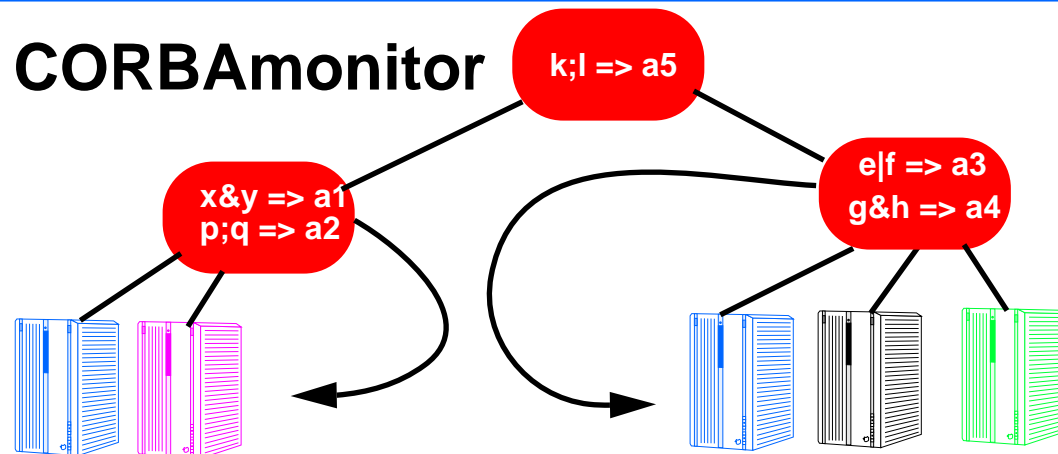 CORBAmonitor
k;l => a5
x&y => a1
p;q => a2
e|f => a3
g&h => a4